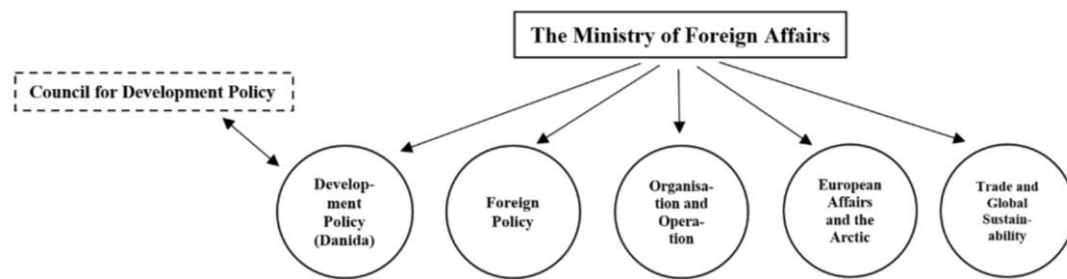 The Ministry of Foreign Affairs
Council for Development Policy
Develop-
ment
Policy
(Danida)
Foreign
Policy
Organisa-
tion and
Opera-
tion
European
Affairs
and the
Arctic
Trade and
Global
Sustain-
ability